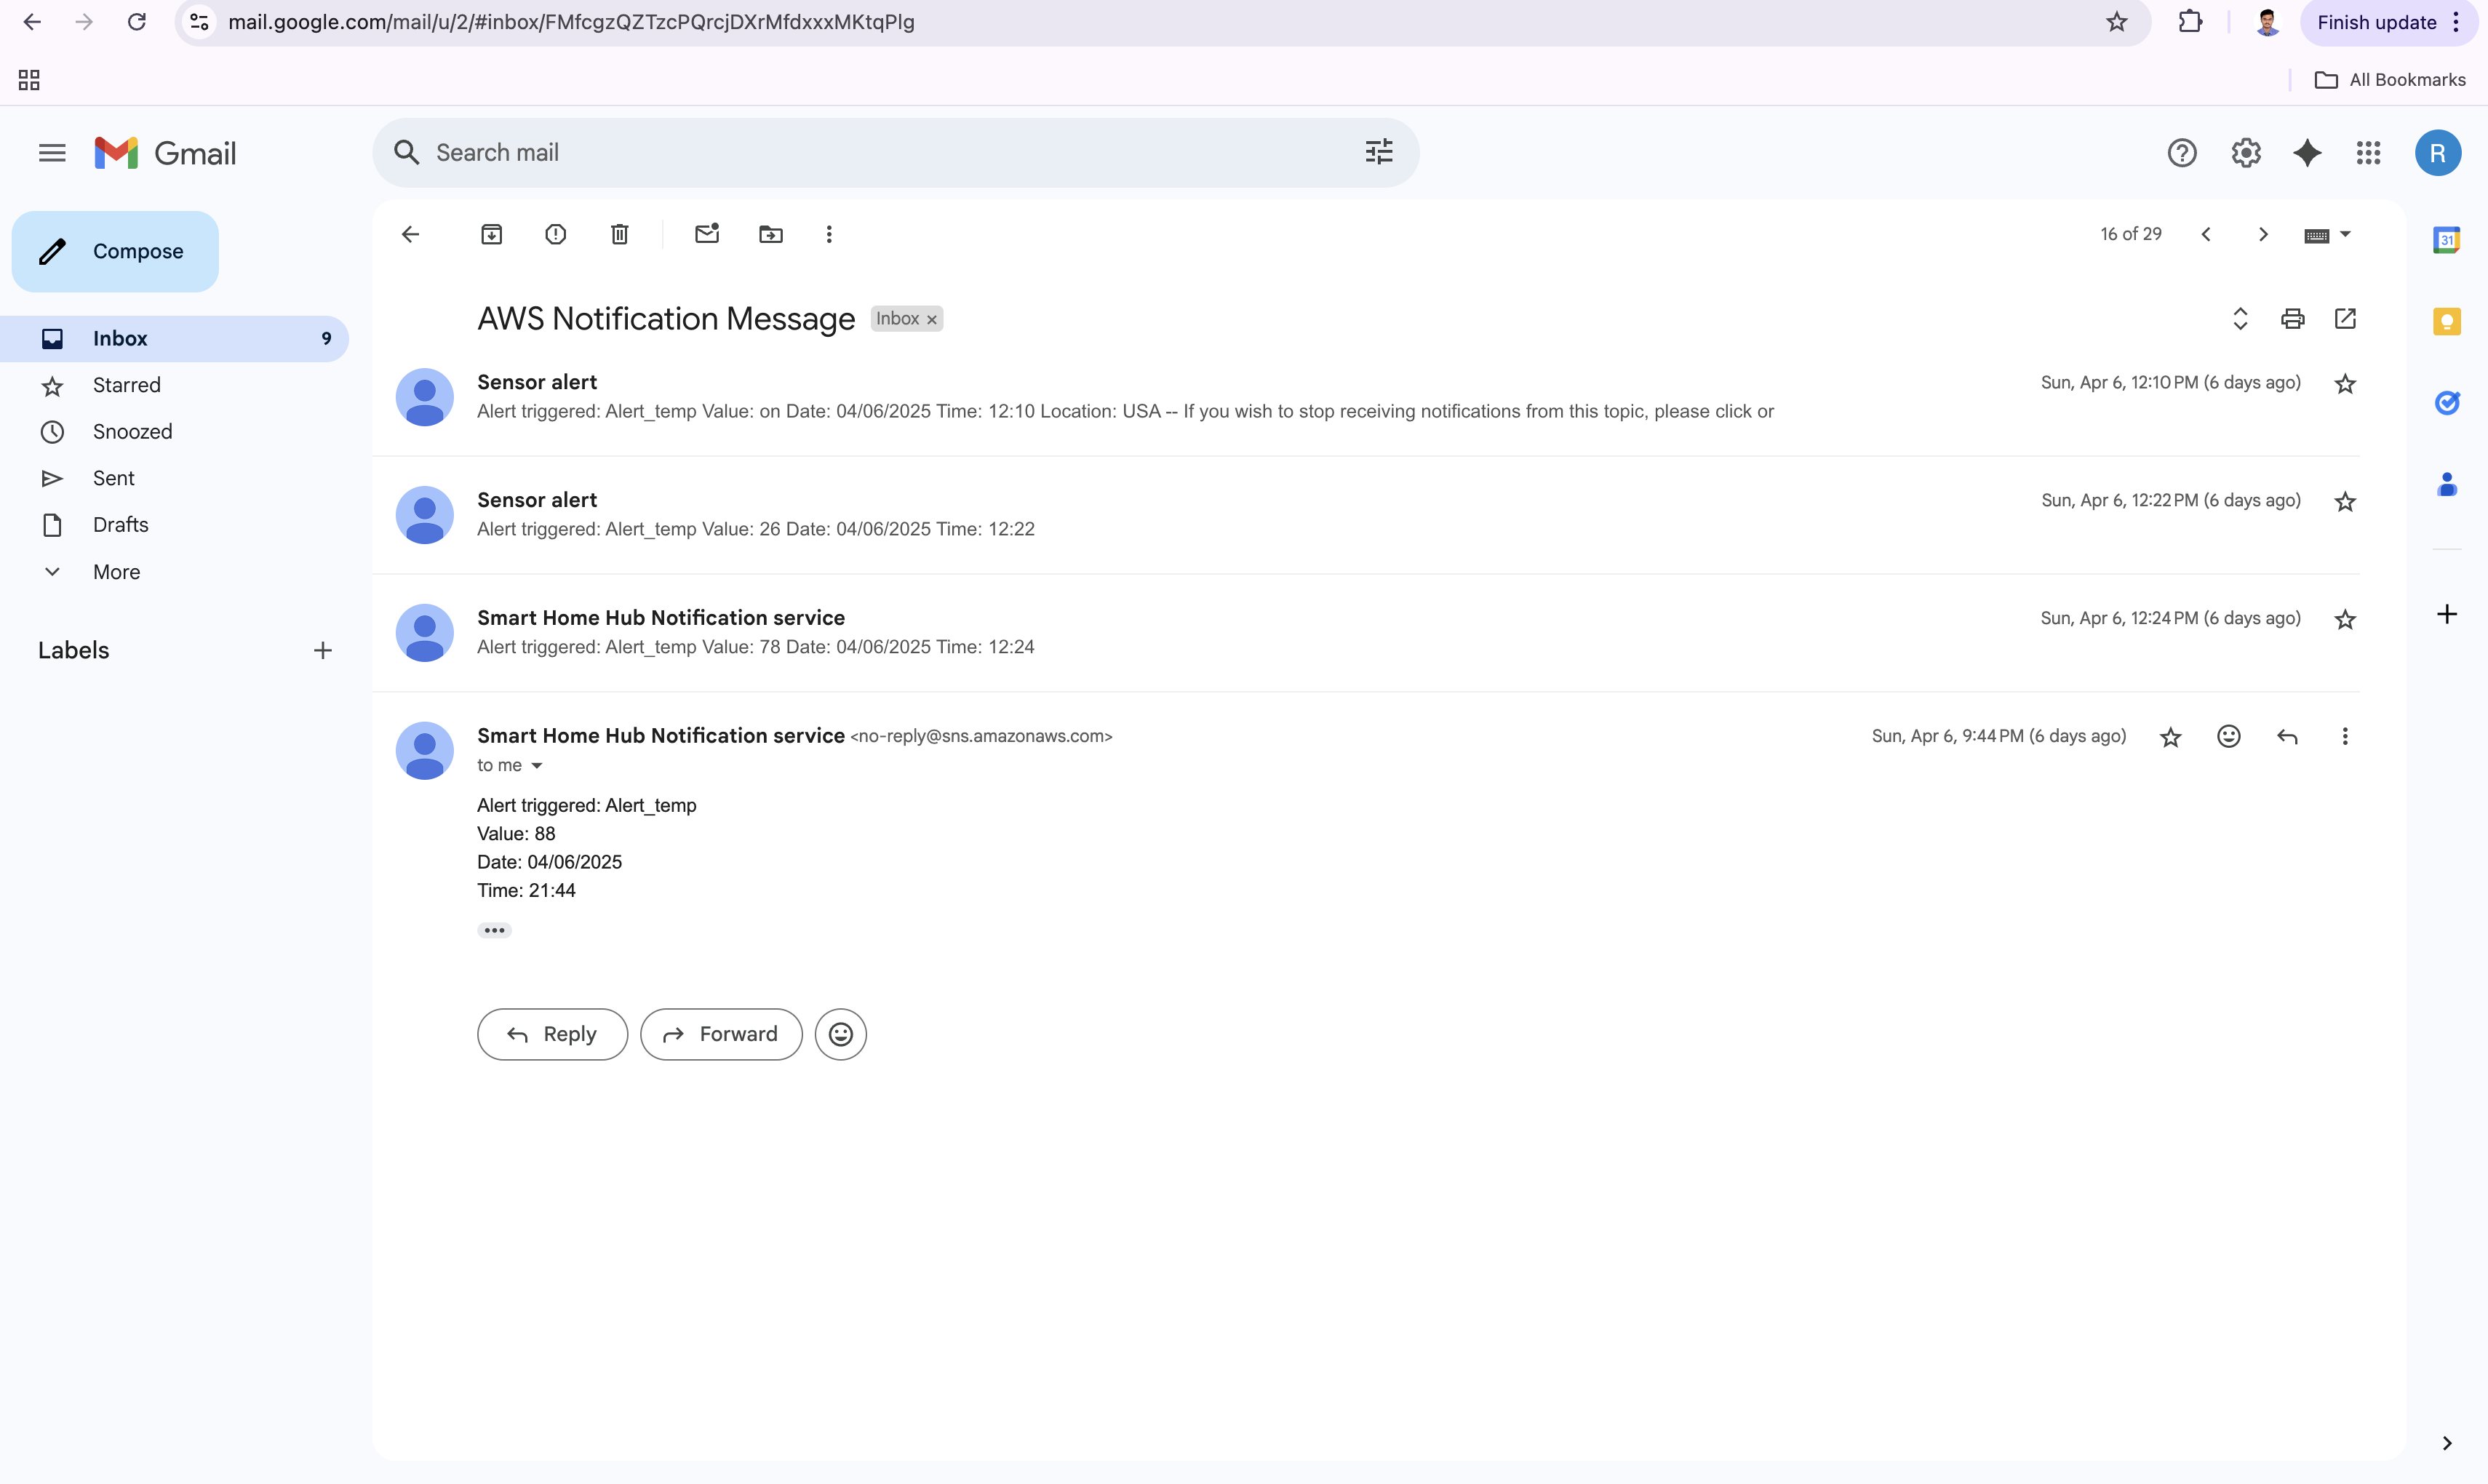 mail.google.com/mail/u/2/#inbox/FMfcgzQZTzcPQrcjDXrMfdxxxMKtqPlg
Finish update
All Bookmarks
Gmail
Search mail
Compose
16 of 29
31
R
Inbox 9
Starred
Snoozed
Sent
Drafts
More
Labels
AWS Notification Message Inbox
Sensor alert Sun, Apr 6, 12:10 PM (6 days ago)
Alert triggered: Alert_temp Value: on Date: 04/06/2025 Time: 12:10 Location: USA -- If you wish to stop receiving notifications from this topic, please click or
Sensor alert Sun, Apr 6, 12:22 PM (6 days ago)
Alert triggered: Alert_temp Value: 26 Date: 04/06/2025 Time: 12:22
Smart Home Hub Notification service Sun, Apr 6, 12:24 PM (6 days ago)
Alert triggered: Alert_temp Value: 78 Date: 04/06/2025 Time: 12:24
Smart Home Hub Notification service <no-reply@sns.amazonaws.com> Sun, Apr 6, 9:44 PM (6 days ago)
to me
Alert triggered: Alert_temp
Value: 88
Date: 04/06/2025
Time: 21:44
Reply
Forward